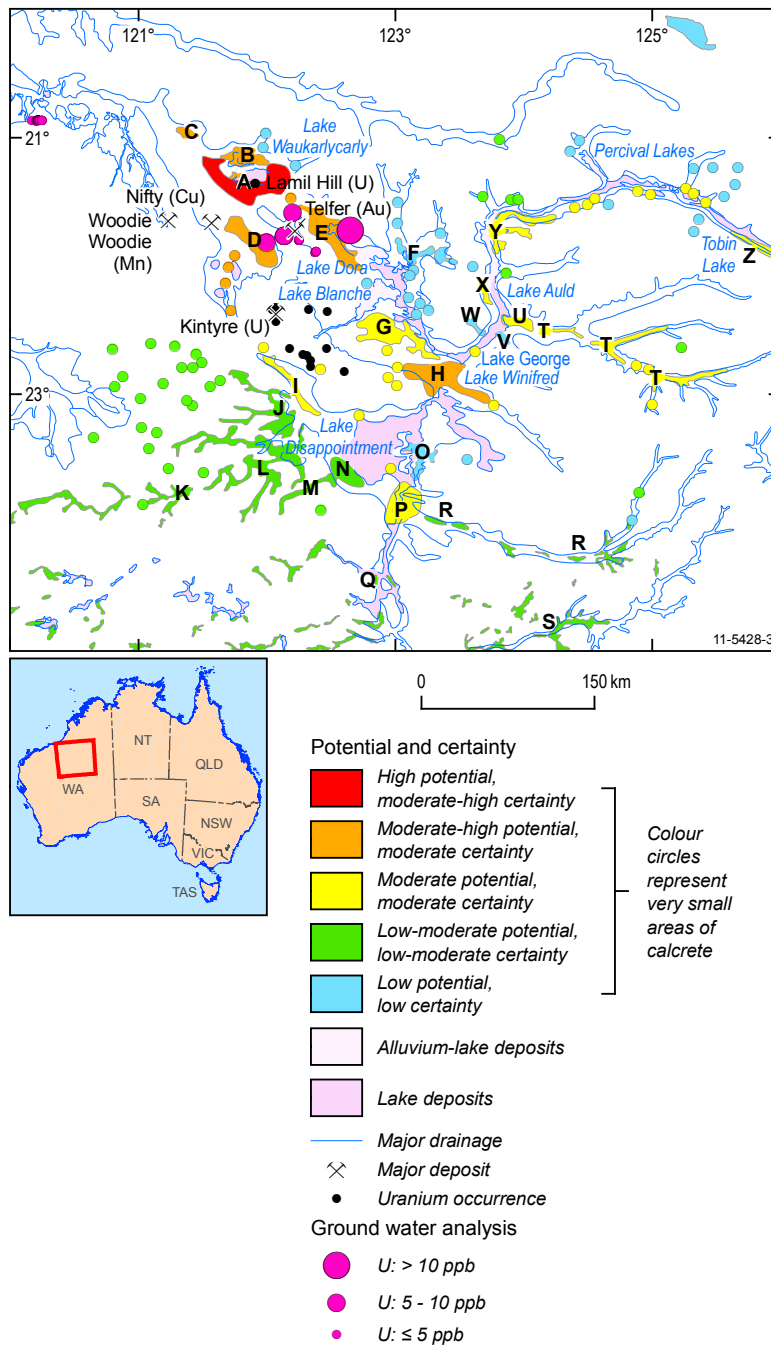 121°
123°
125°
21°
23°
C
Lake
Waukarlycarly
B
A
Lamil Hill (U)
Percival Lakes
Nifty (Cu)
Woodie
Woodie
(Mn)
Telfer (Au)
D
E
F
Y
Tobin
Lake
Z
Lake Dora
Lake Blanche
X
Lake Auld
Kintyre (U)
G
W
U
T
T
V
Lake George
H
Lake Winifred
T
I
J
Lake
Disappointment
O
L
N
K
M
P
R
R
Q
S
11-5428-3
0
150 km
NT
QLD
WA
SA
NSW
VIC
TAS
Potential and certainty
High potential,
moderate-high certainty
Moderate-high potential,
moderate certainty
Moderate potential,
moderate certainty
Low-moderate potential,
low-moderate certainty
Low potential,
low certainty
Colour
circles
represent
very small
areas of
calcrete
Alluvium-lake deposits
Lake deposits
Major drainage
Major deposit
Uranium occurrence
Ground water analysis
U: > 10 ppb
U: 5 - 10 ppb
U: ≤ 5 ppb